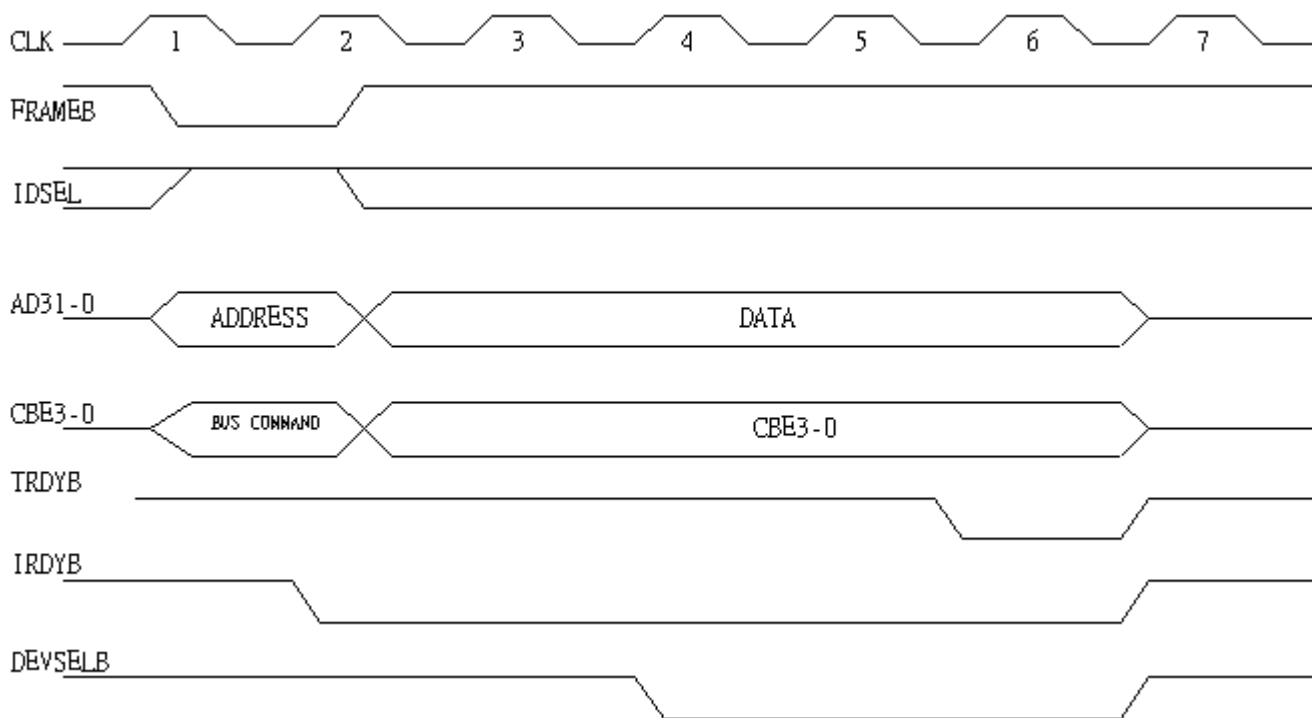 CLK 1 2 3 4 5 6 7
FRAMEB
IDSEL
AD31-0 ADDRESS DATA
CBE3-0 BUS COMMAND CBE3-0
TRDYB
IRDYB
DEVSELB